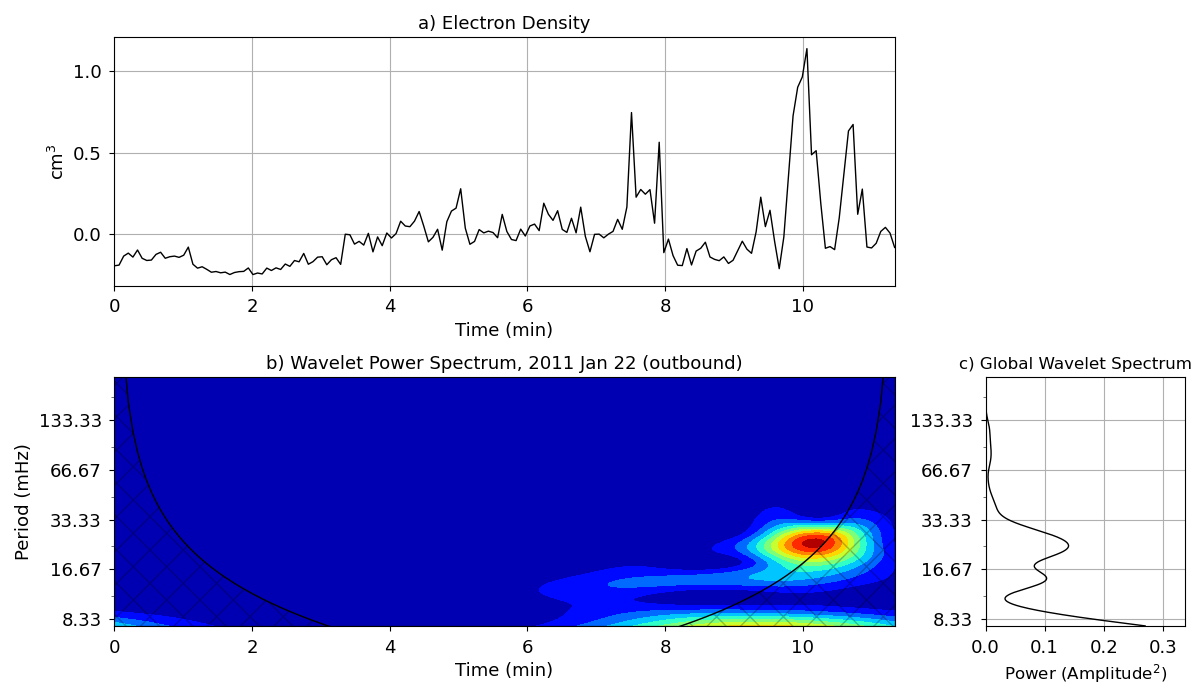 a) Electron Density
1.0
0.5
0.0
cm³
0 2 4 6 8 10
Time (min)
b) Wavelet Power Spectrum, 2011 Jan 22 (outbound)
133.33
66.67
33.33
16.67
8.33
Period (mHz)
0 2 4 6 8 10
Time (min)
c) Global Wavelet Spectrum
133.33
66.67
33.33
16.67
8.33
0.0 0.1 0.2 0.3
Power (Amplitude²)